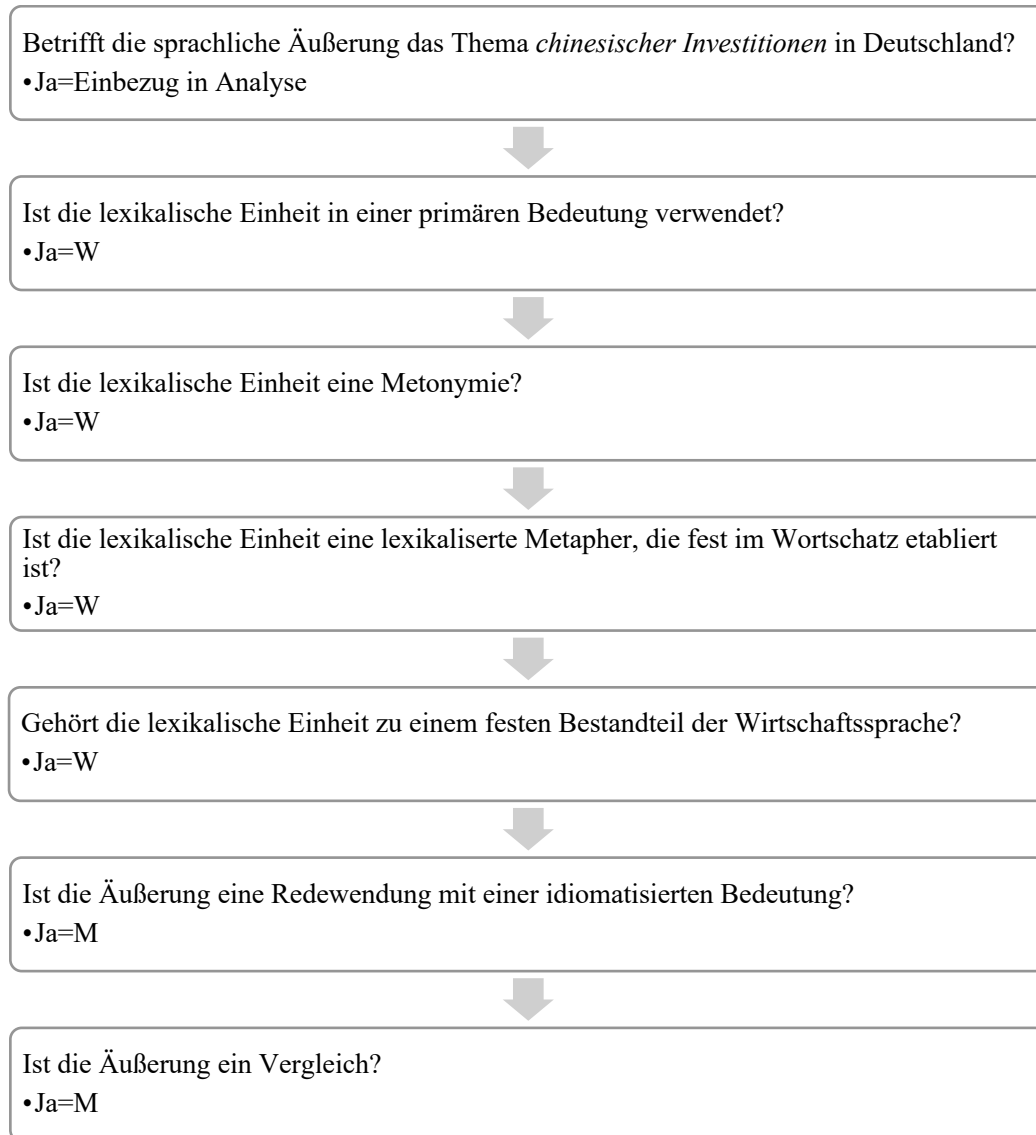 Betrifft die sprachliche Äußerung das Thema chinesischer Investitionen in Deutschland?
•Ja=Einbezug in Analyse
Ist die lexikalische Einheit in einer primären Bedeutung verwendet?
•Ja=W
Ist die lexikalische Einheit eine Metonymie?
•Ja=W
Ist die lexikalische Einheit eine lexikaliserte Metapher, die fest im Wortschatz etabliert
ist?
•Ja=W
Gehört die lexikalische Einheit zu einem festen Bestandteil der Wirtschaftssprache?
•Ja=W
Ist die Äußerung eine Redewendung mit einer idiomatisierten Bedeutung?
•Ja=M
Ist die Äußerung ein Vergleich?
•Ja=M